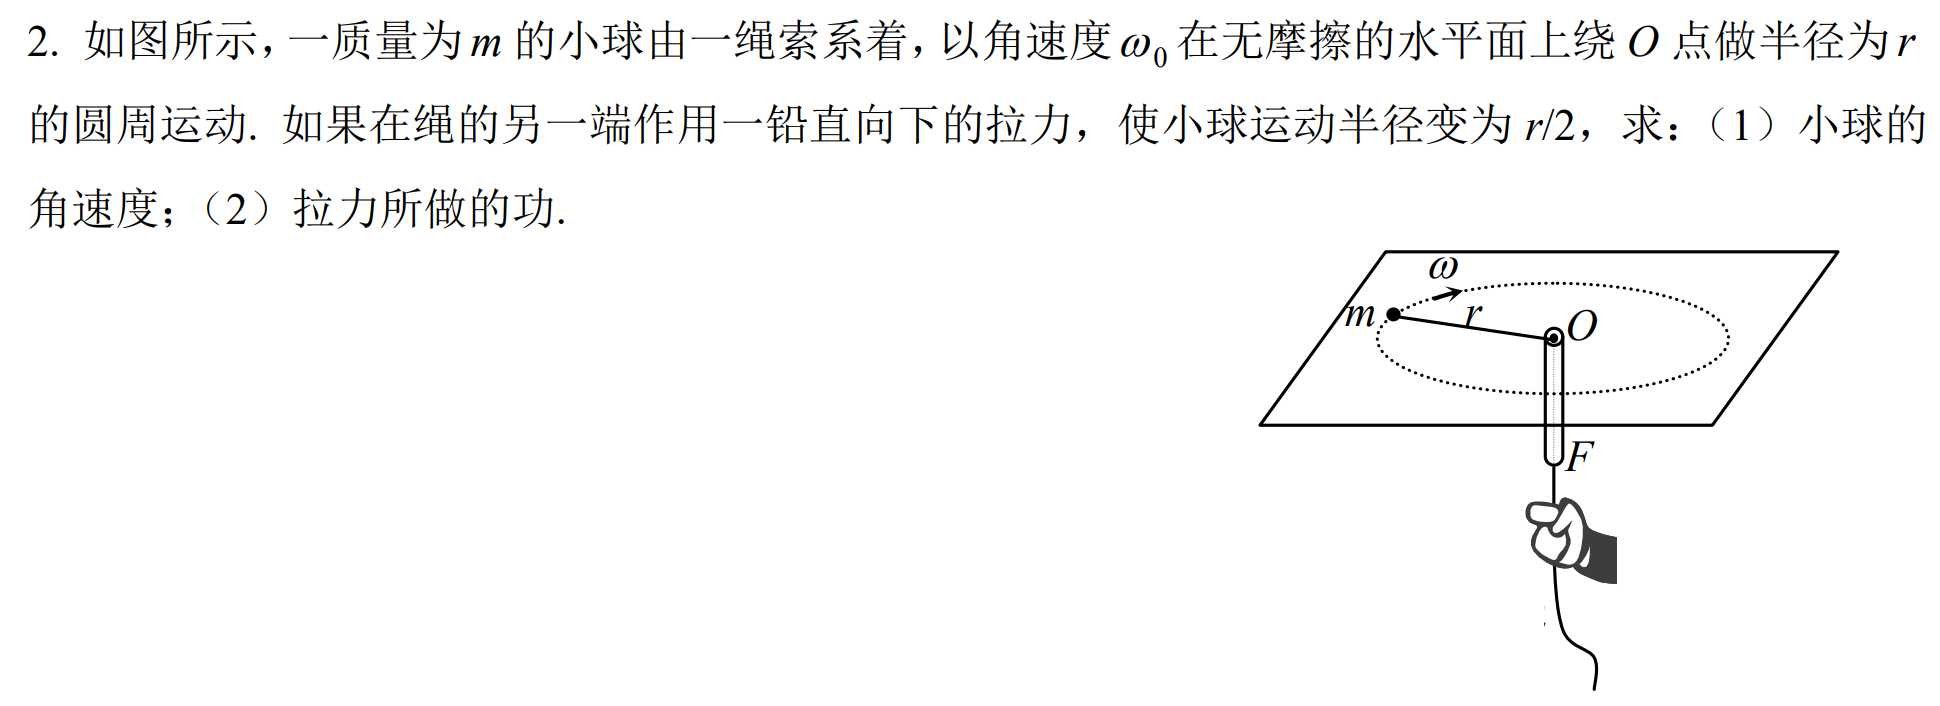 2. 如图所示，一质量为 m 的小球由一绳索系着，以角速度 ω₀ 在无摩擦的水平面上绕 O 点做半径为 r
的圆周运动. 如果在绳的另一端作用一铅直向下的拉力，使小球运动半径变为 r/2，求：（1）小球的
角速度；（2）拉力所做的功.
ω
m
r
O
F